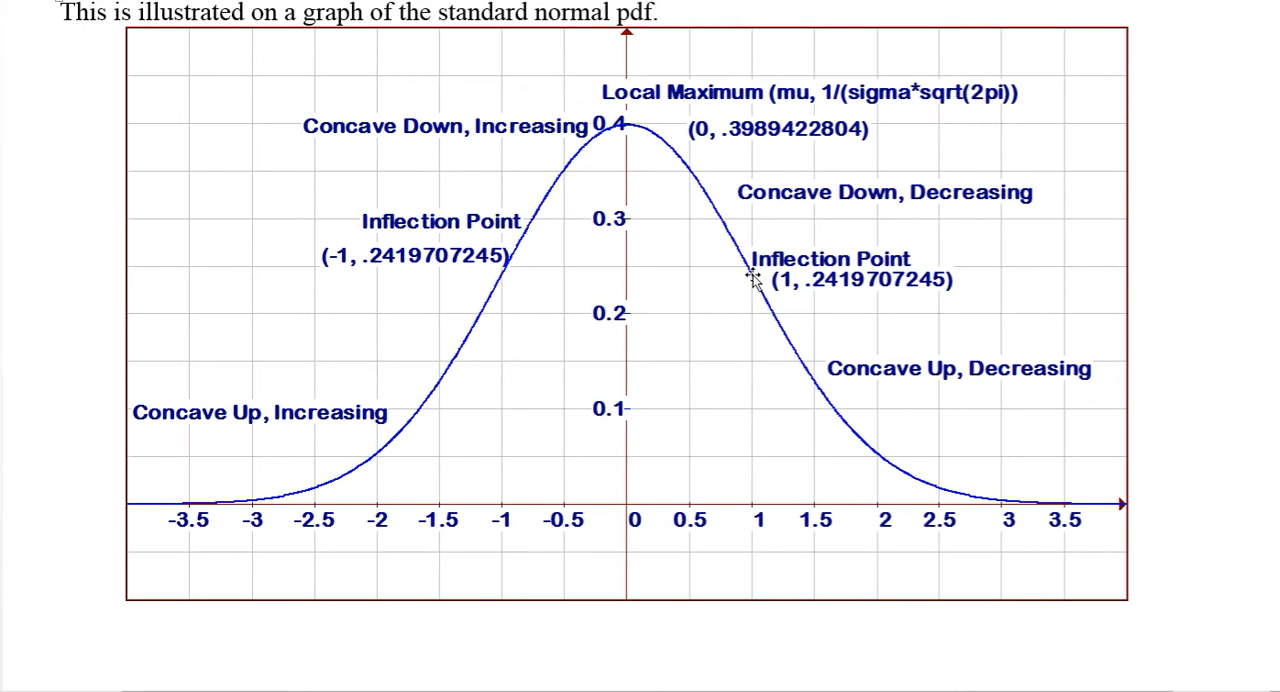 This is illustrated on a graph of the standard normal pdf.
Local Maximum (mu, 1/(sigma*sqrt(2pi))
Concave Down, Increasing
0.4
(0, .3989422804)
Concave Down, Decreasing
Inflection Point
0.3
(-1, .2419707245)
Inflection Point
(1, .2419707245)
0.2
Concave Up, Decreasing
Concave Up, Increasing
0.1
-3.5 -3 -2.5 -2 -1.5 -1 -0.5 0 0.5 1 1.5 2 2.5 3 3.5